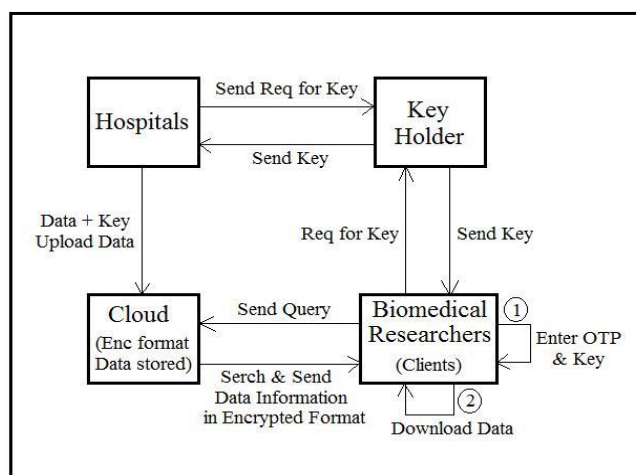 Send Req for Key
Hospitals
Key
Holder
Send Key
Data + Key
Upload Data
Req for Key
Send Key
Cloud
(Enc format
Data stored)
Send Query
Biomedical
Researchers
(Clients)
1
Enter OTP
& Key
Serch & Send
Data Information
in Encrypted Format
2
Download Data